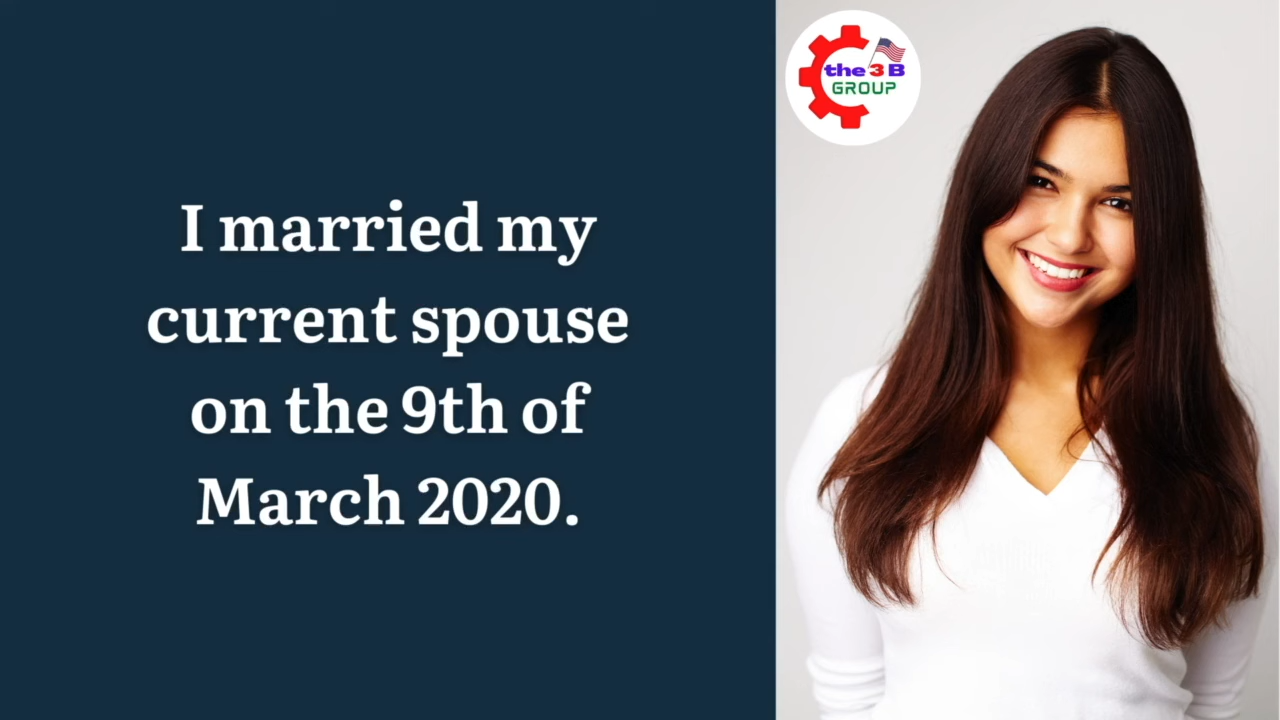 I married my
current spouse
on the 9th of
March 2020.
the 3 B
GROUP